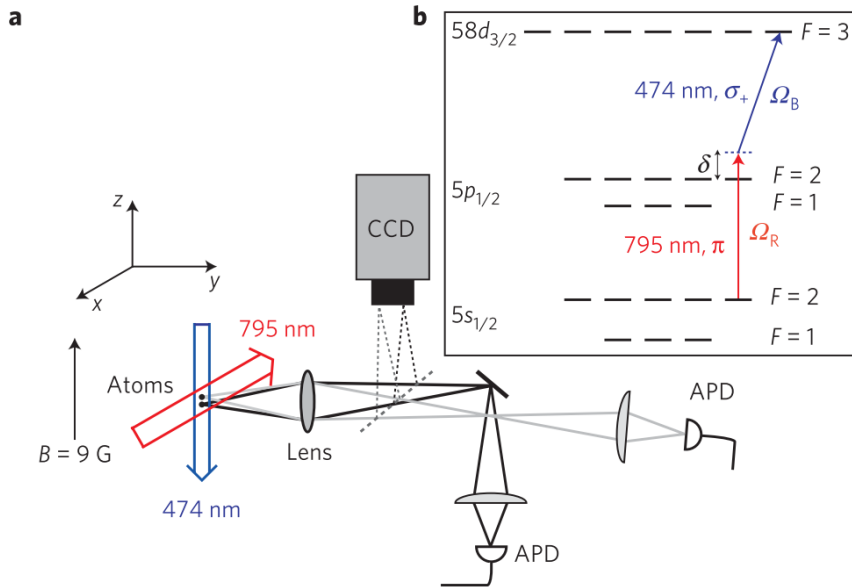 a
CCD
z
y
x
795 nm
Atoms
B = 9 G
Lens
474 nm
APD
APD
b
58d3/2
F = 3
474 nm, σ+
ΩB
δ
5p1/2
F = 2
F = 1
795 nm, π
ΩR
5s1/2
F = 2
F = 1